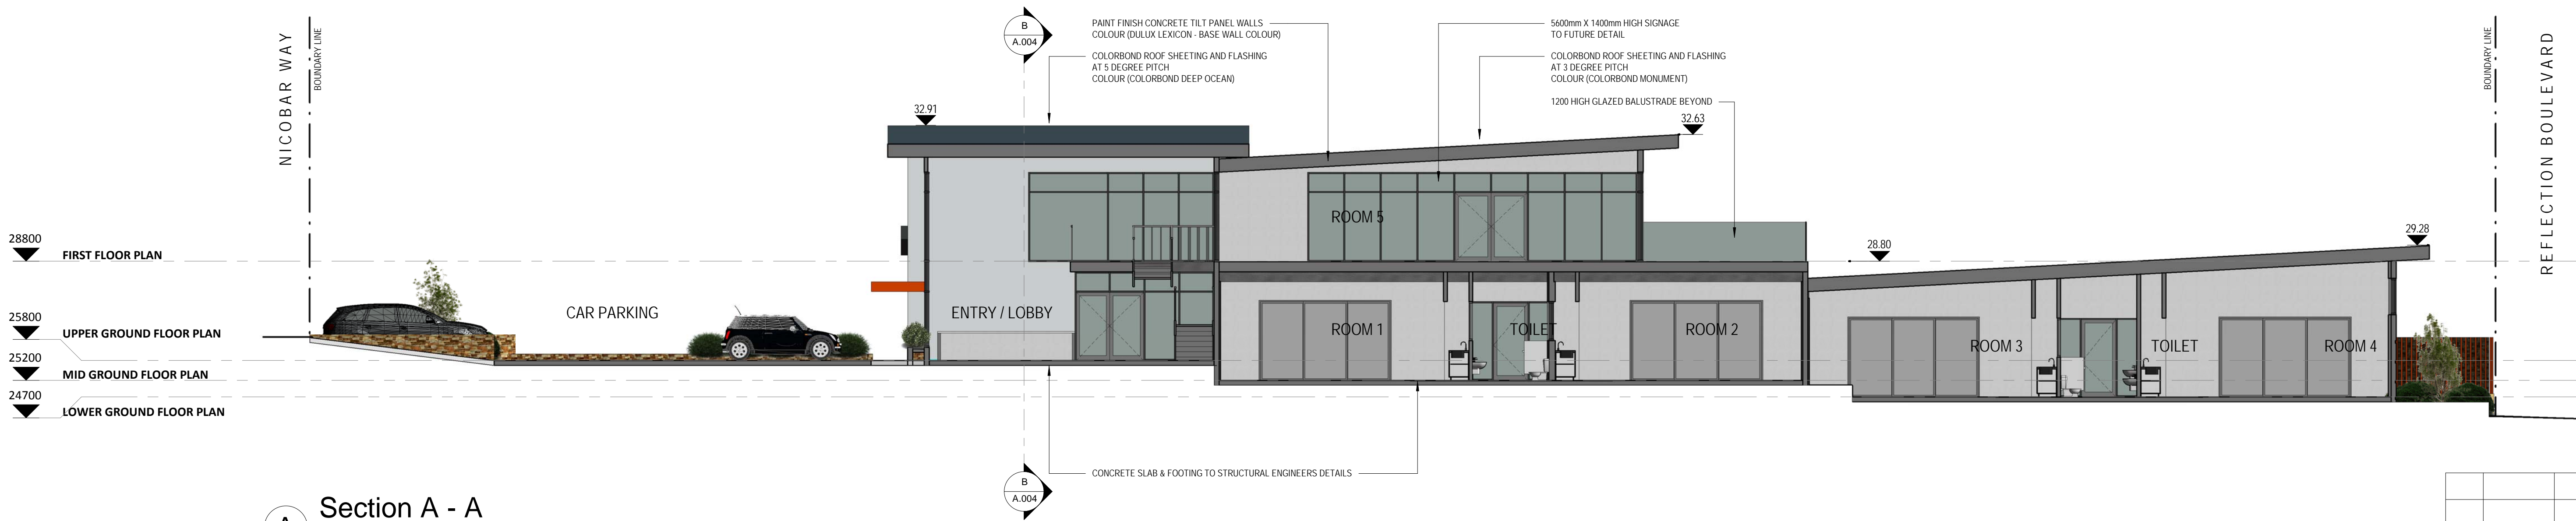 NICOBAR WAY
BOUNDARY LINE
B
A.004
PAINT FINISH CONCRETE TILT PANEL WALLS
COLOUR (DULUX LEXICON - BASE WALL COLOUR)
COLORBOND ROOF SHEETING AND FLASHING
AT 5 DEGREE PITCH
COLOUR (COLORBOND DEEP OCEAN)
5600mm X 1400mm HIGH SIGNAGE
TO FUTURE DETAIL
COLORBOND ROOF SHEETING AND FLASHING
AT 3 DEGREE PITCH
COLOUR (COLORBOND MONUMENT)
1200 HIGH GLAZED BALUSTRADE BEYOND
BOUNDARY LINE
REFLECTION BOULEVARD
32.91
32.63
28.80
29.28
28800
FIRST FLOOR PLAN
25800
UPPER GROUND FLOOR PLAN
25200
MID GROUND FLOOR PLAN
24700
LOWER GROUND FLOOR PLAN
CAR PARKING
ENTRY / LOBBY
ROOM 5
ROOM 1
TOILET
ROOM 2
ROOM 3
TOILET
ROOM 4
CONCRETE SLAB & FOOTING TO STRUCTURAL ENGINEERS DETAILS
B
A.004
A
Section A - A